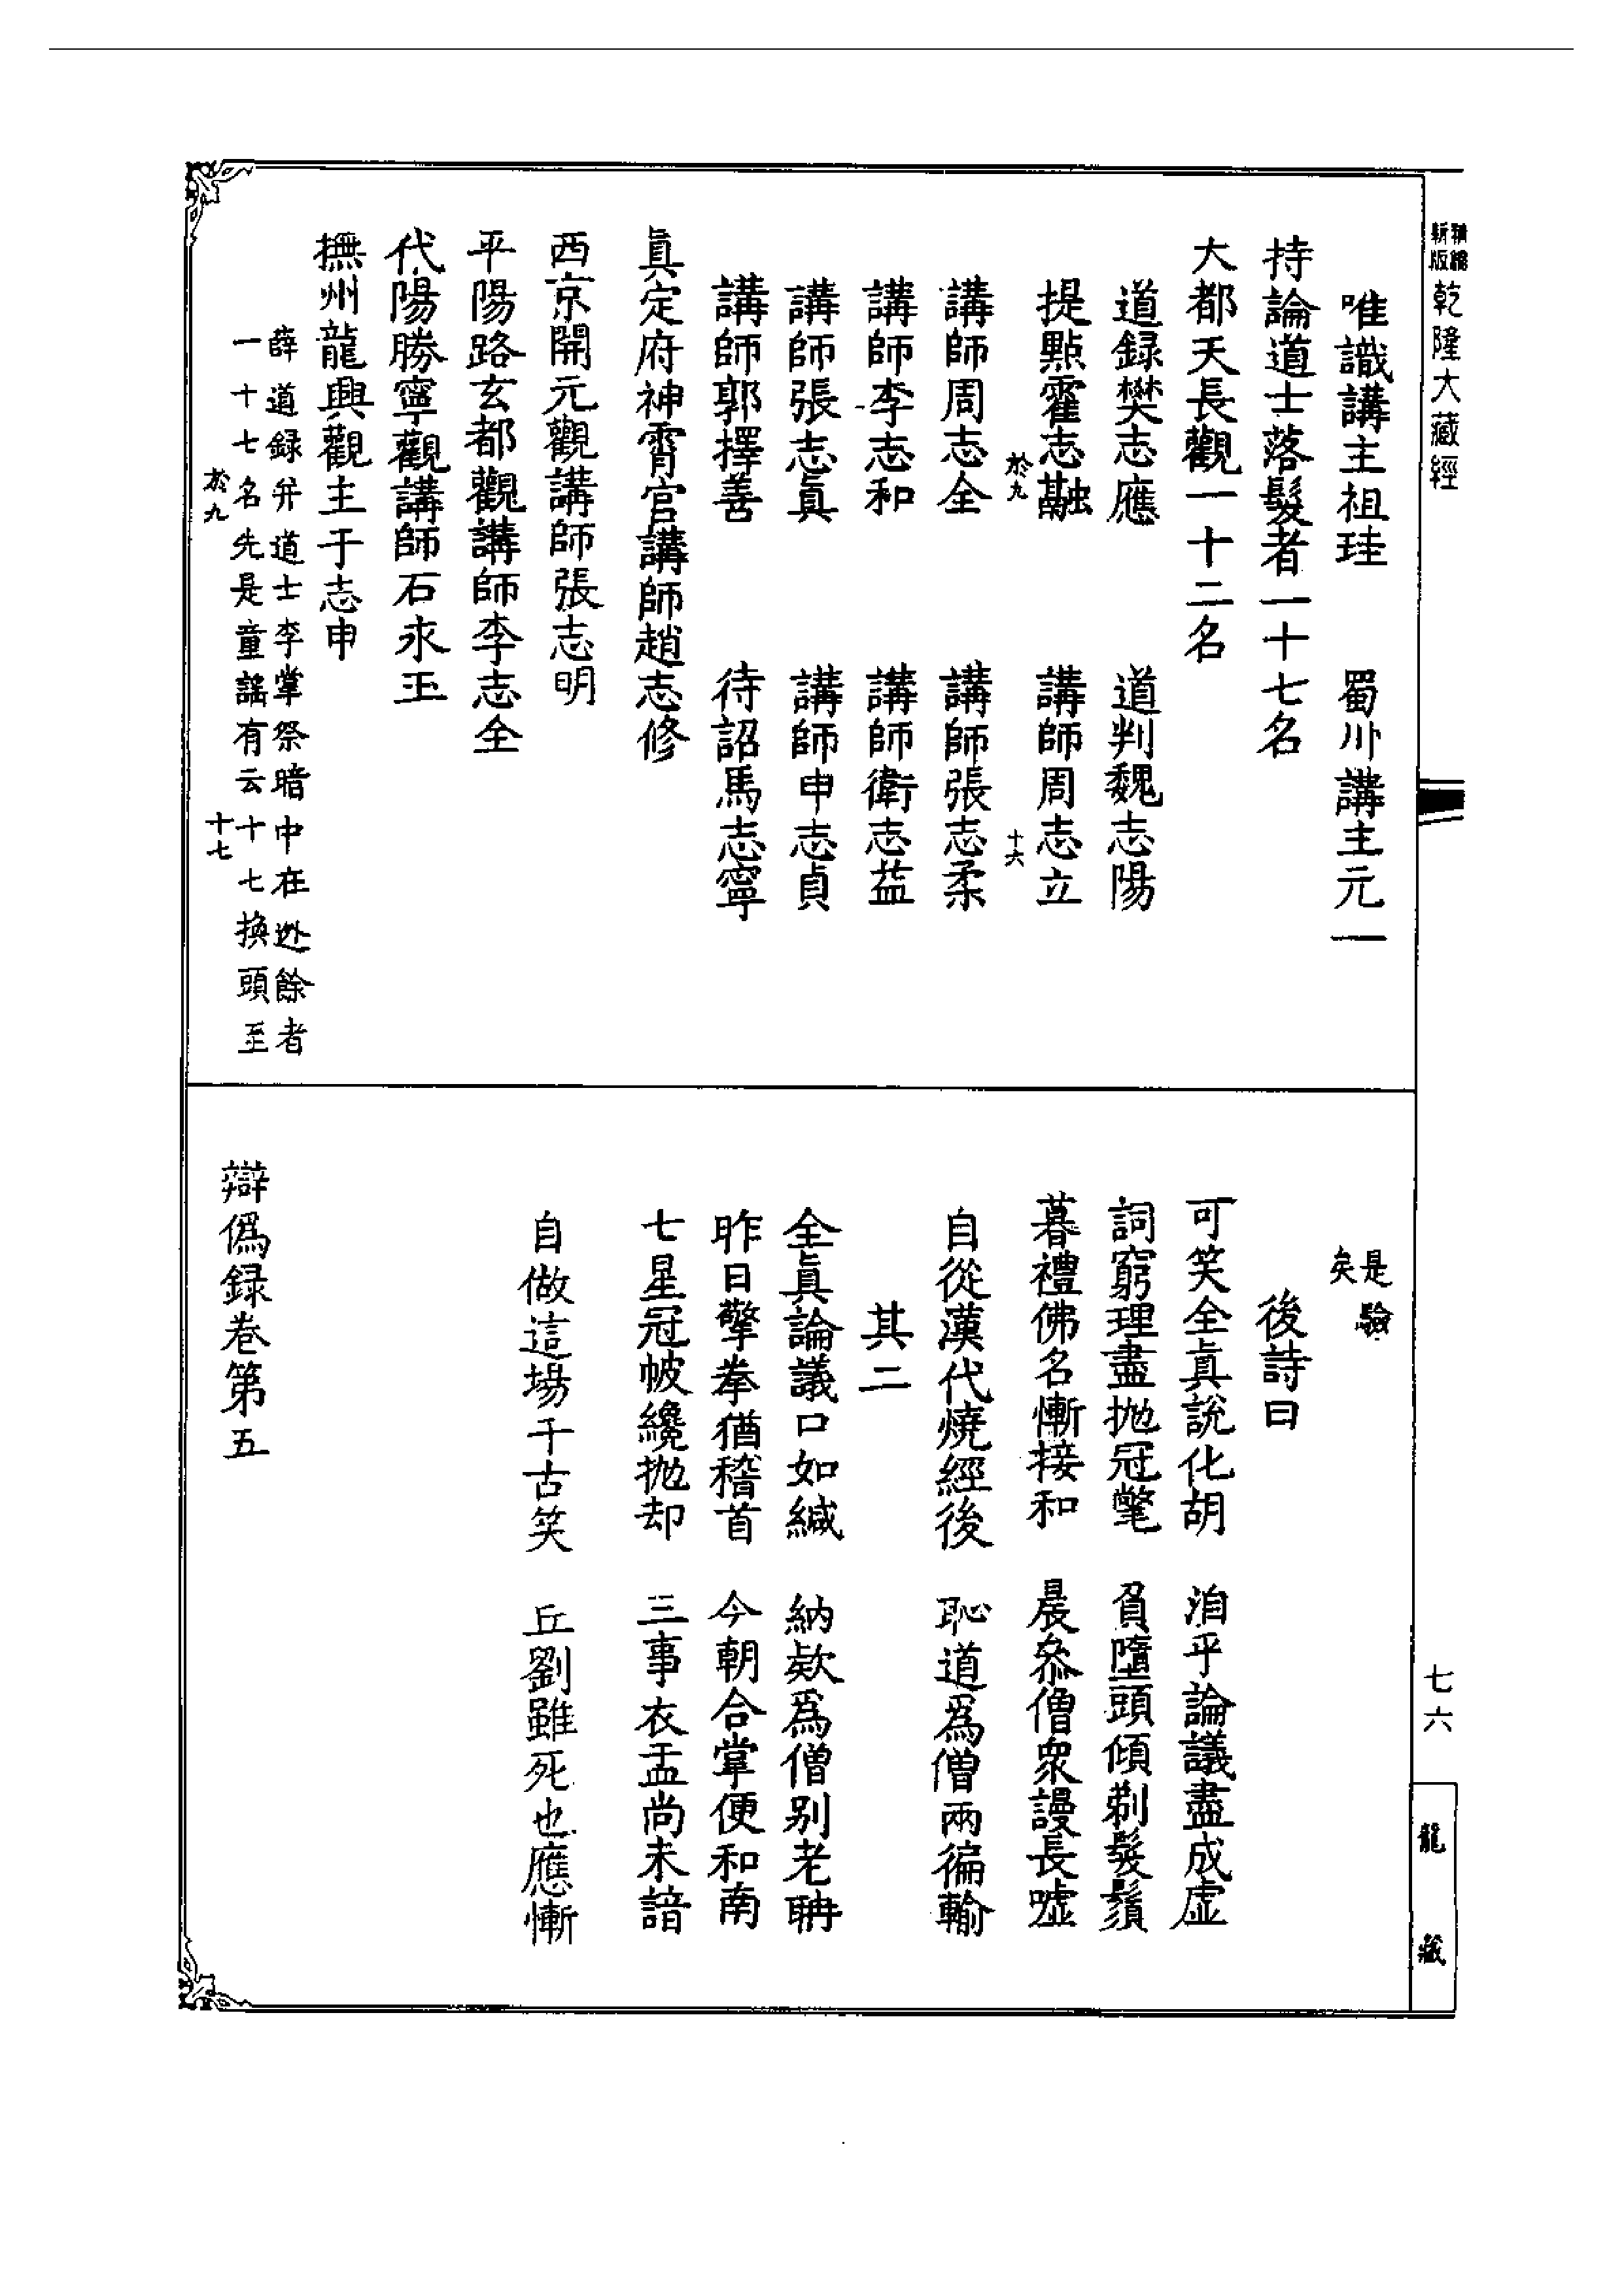 精編
新版
乾隆大藏經
唯識講主祖珪 蜀川講主元一
持論道士落髮者一十七名
大都天長觀一十二名
道録樊志應 道判魏志陽
提點霍志融 講師周志立
於九 十六
講師周志全 講師張志柔
講師李志和 講師衛志益
講師張志眞 講師申志貞
講師郭擇善 待詔馬志寧
眞定府神霄宮講師趙志修
西京開元觀講師張志明
平陽路玄都觀講師李志全
代陽勝寧觀講師石永玉
撫州龍興觀主于志申
薛道録并道士李掌祭暗中在逃餘者
一十七名先是童謡有云十七換頭至
於九 十七
是驗
矣
後詩曰
可笑全眞説化胡 洎乎論議盡成虚
詞窮理盡抛冠氅 負墮頭傾剃髮鬚
暮禮佛名慚接和 晨叅僧衆謾長嘘
自從漢代燒經後 恥道爲僧兩徧輸
其二
全眞論議口如緘 納欵爲僧别老聃
昨日擎拳猶稽首 今朝合掌便和南
七星冠帔纔抛却 三事衣盂尚未諳
自做這場千古笑 丘劉雖死也應慚
辯僞録卷第五
七六
龍藏